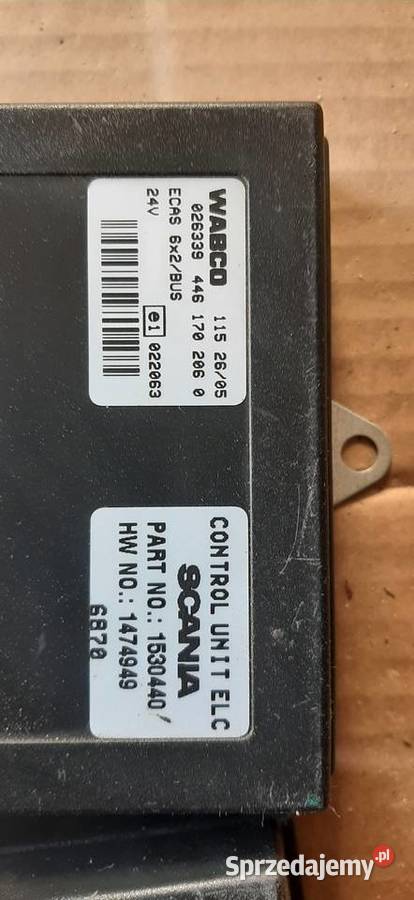 WABCO 115 26/05
026339 446 170 206 0
ECAS 6x2/BUS
24V
e1 022063
CONTROL UNIT ELC
SCANIA
PART NO.: 1530440/
HW NO.: 1474949
6870
Sprzedajemy.pl